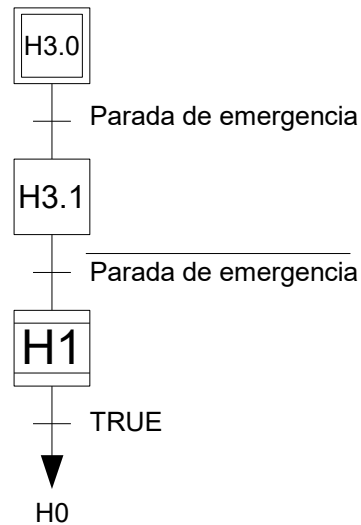 H3.0
Parada de emergencia
H3.1
Parada de emergencia
H1
TRUE
H0